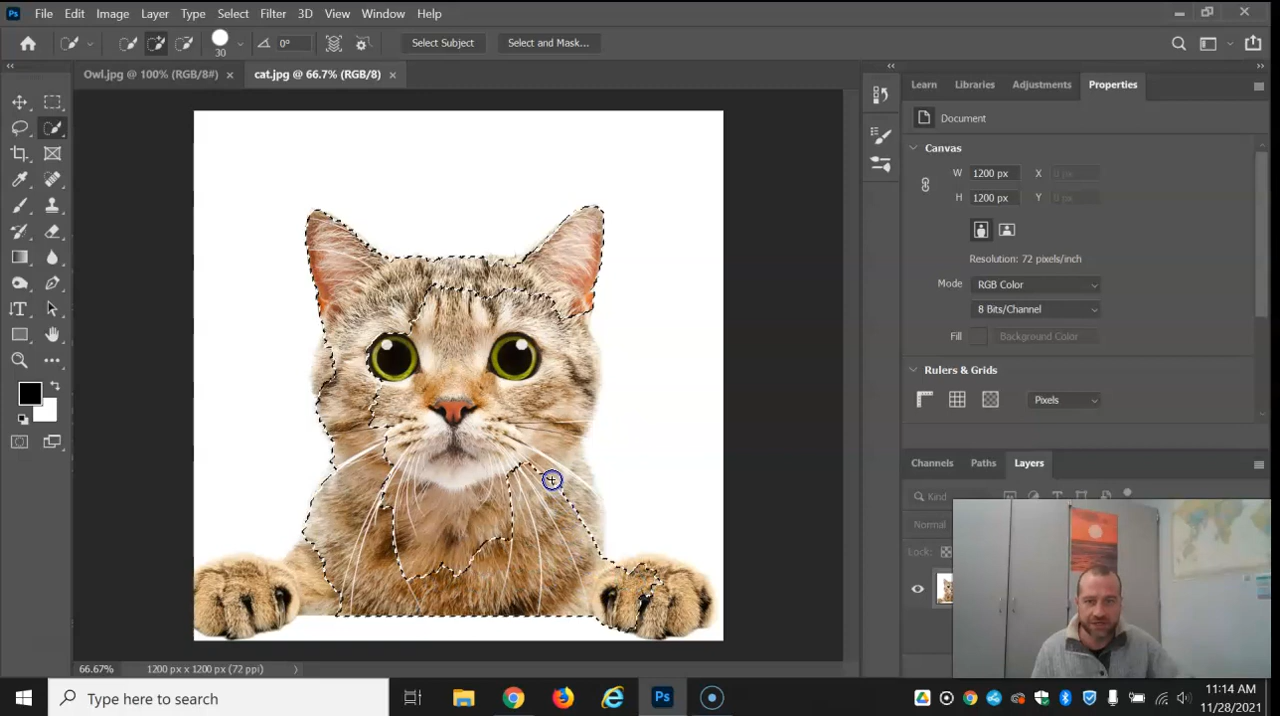 Ps File Edit Image Layer Type Select Filter 3D View Window Help
30 0° Select Subject Select and Mask...
Owl.jpg @ 100% (RGB/8#) × cat.jpg @ 66.7% (RGB/8) ×
Learn Libraries Adjustments Properties
Document
Canvas
W 1200 px X 0 px
H 1200 px Y 0 px
Resolution: 72 pixels/inch
Mode RGB Color
8 Bits/Channel
Fill Background Color
Rulers & Grids
Pixels
Channels Paths Layers
Kind
Normal
Lock:
66.67% 1200 px x 1200 px (72 ppi)
Type here to search
Ps
11:14 AM
11/28/2021